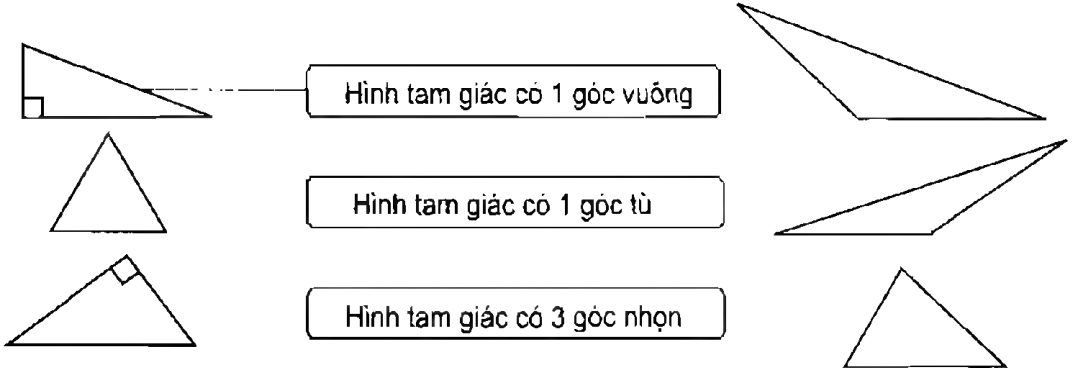 Hình tam giác có 1 góc vuông
Hình tam giác có 1 góc tù
Hình tam giác có 3 góc nhọn